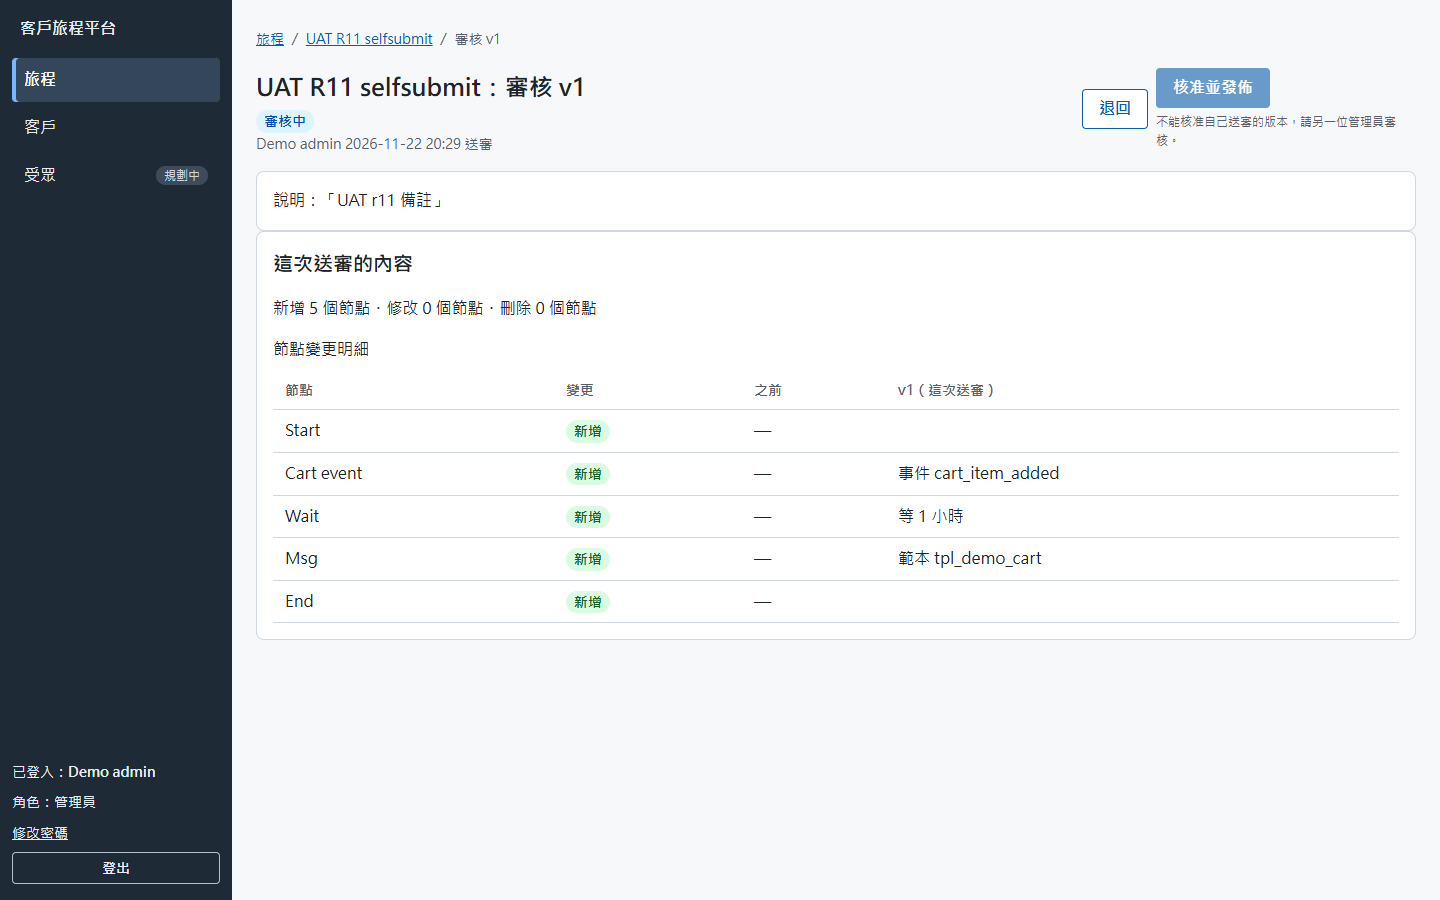 客戶旅程平台
旅程
客戶
受眾 規劃中
已登入：Demo admin
角色：管理員
修改密碼
登出
旅程 / UAT R11 selfsubmit / 審核 v1
UAT R11 selfsubmit：審核 v1
審核中
Demo admin 2026-11-22 20:29 送審
退回
核准並發佈
不能核准自己送審的版本，請另一位管理員審
核。
說明：「UAT r11 備註」
這次送審的內容
新增 5 個節點 · 修改 0 個節點 · 刪除 0 個節點
節點變更明細
節點 變更 之前 v1（這次送審）
Start 新增 —
Cart event 新增 — 事件 cart_item_added
Wait 新增 — 等 1 小時
Msg 新增 — 範本 tpl_demo_cart
End 新增 —